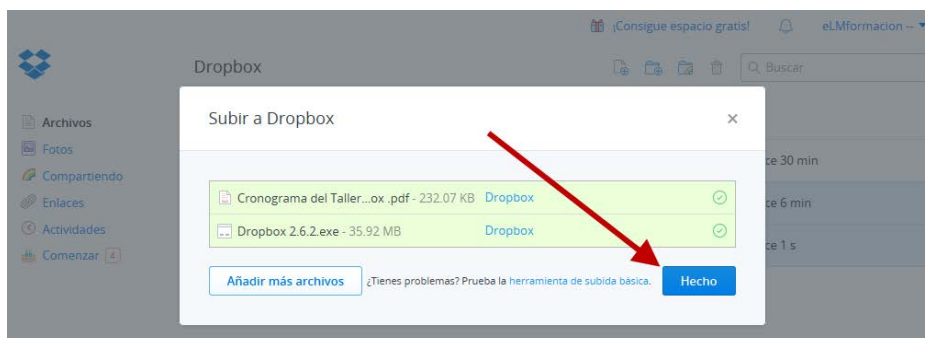 ¡Consigue espacio gratis! eLMformacion --
Dropbox
Buscar
Archivos
Fotos
Compartiendo
Enlaces
Actividades
Comenzar 4
Subir a Dropbox ×
Cronograma del Taller...ox .pdf - 232.07 KB Dropbox
Dropbox 2.6.2.exe - 35.92 MB Dropbox
Añadir más archivos ¿Tienes problemas? Prueba la herramienta de subida básica. Hecho
ce 30 min
ce 6 min
ce 1 s